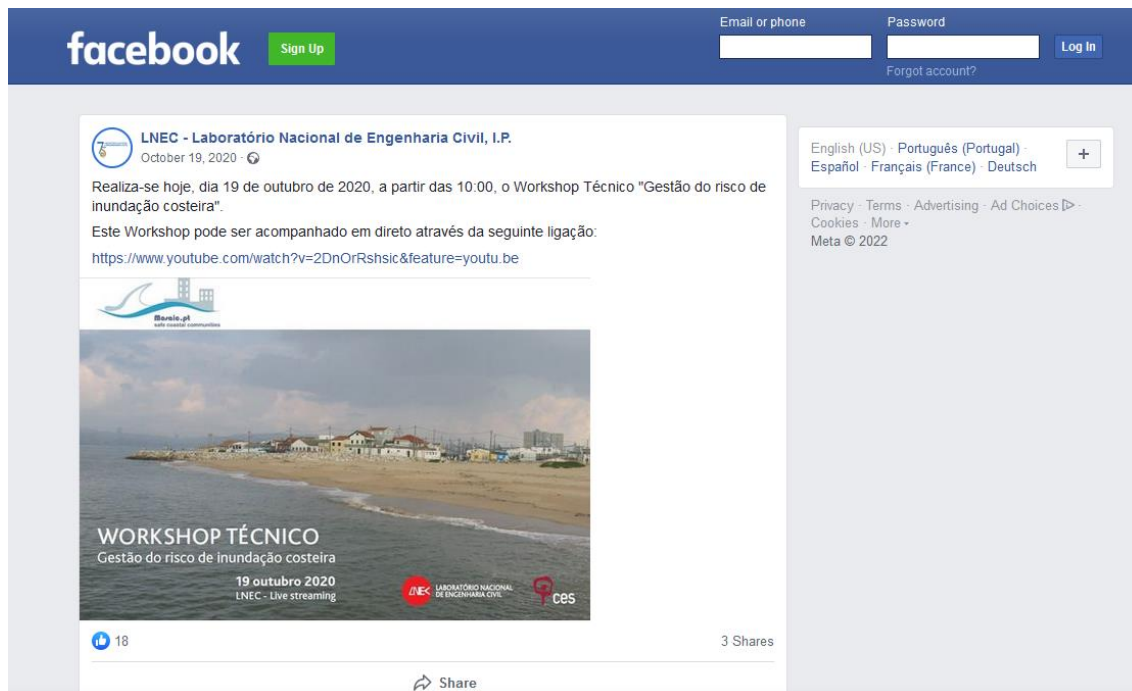 facebook
Sign Up
Email or phone
Password
Log In
Forgot account?
LNEC - Laboratório Nacional de Engenharia Civil, I.P.
October 19, 2020 ·
Realiza-se hoje, dia 19 de outubro de 2020, a partir das 10:00, o Workshop Técnico "Gestão do risco de
inundação costeira".
Este Workshop pode ser acompanhado em direto através da seguinte ligação:
https://www.youtube.com/watch?v=2DnOrRshsic&feature=youtu.be
Mosaic.pt
safe coastal communities
WORKSHOP TÉCNICO
Gestão do risco de inundação costeira
19 outubro 2020
LNEC - Live streaming
LNEC
LABORATÓRIO NACIONAL
DE ENGENHARIA CIVIL
ces
18
3 Shares
Share
English (US) · Português (Portugal) ·
Español · Français (France) · Deutsch
+
Privacy · Terms · Advertising · Ad Choices ·
Cookies · More
Meta © 2022